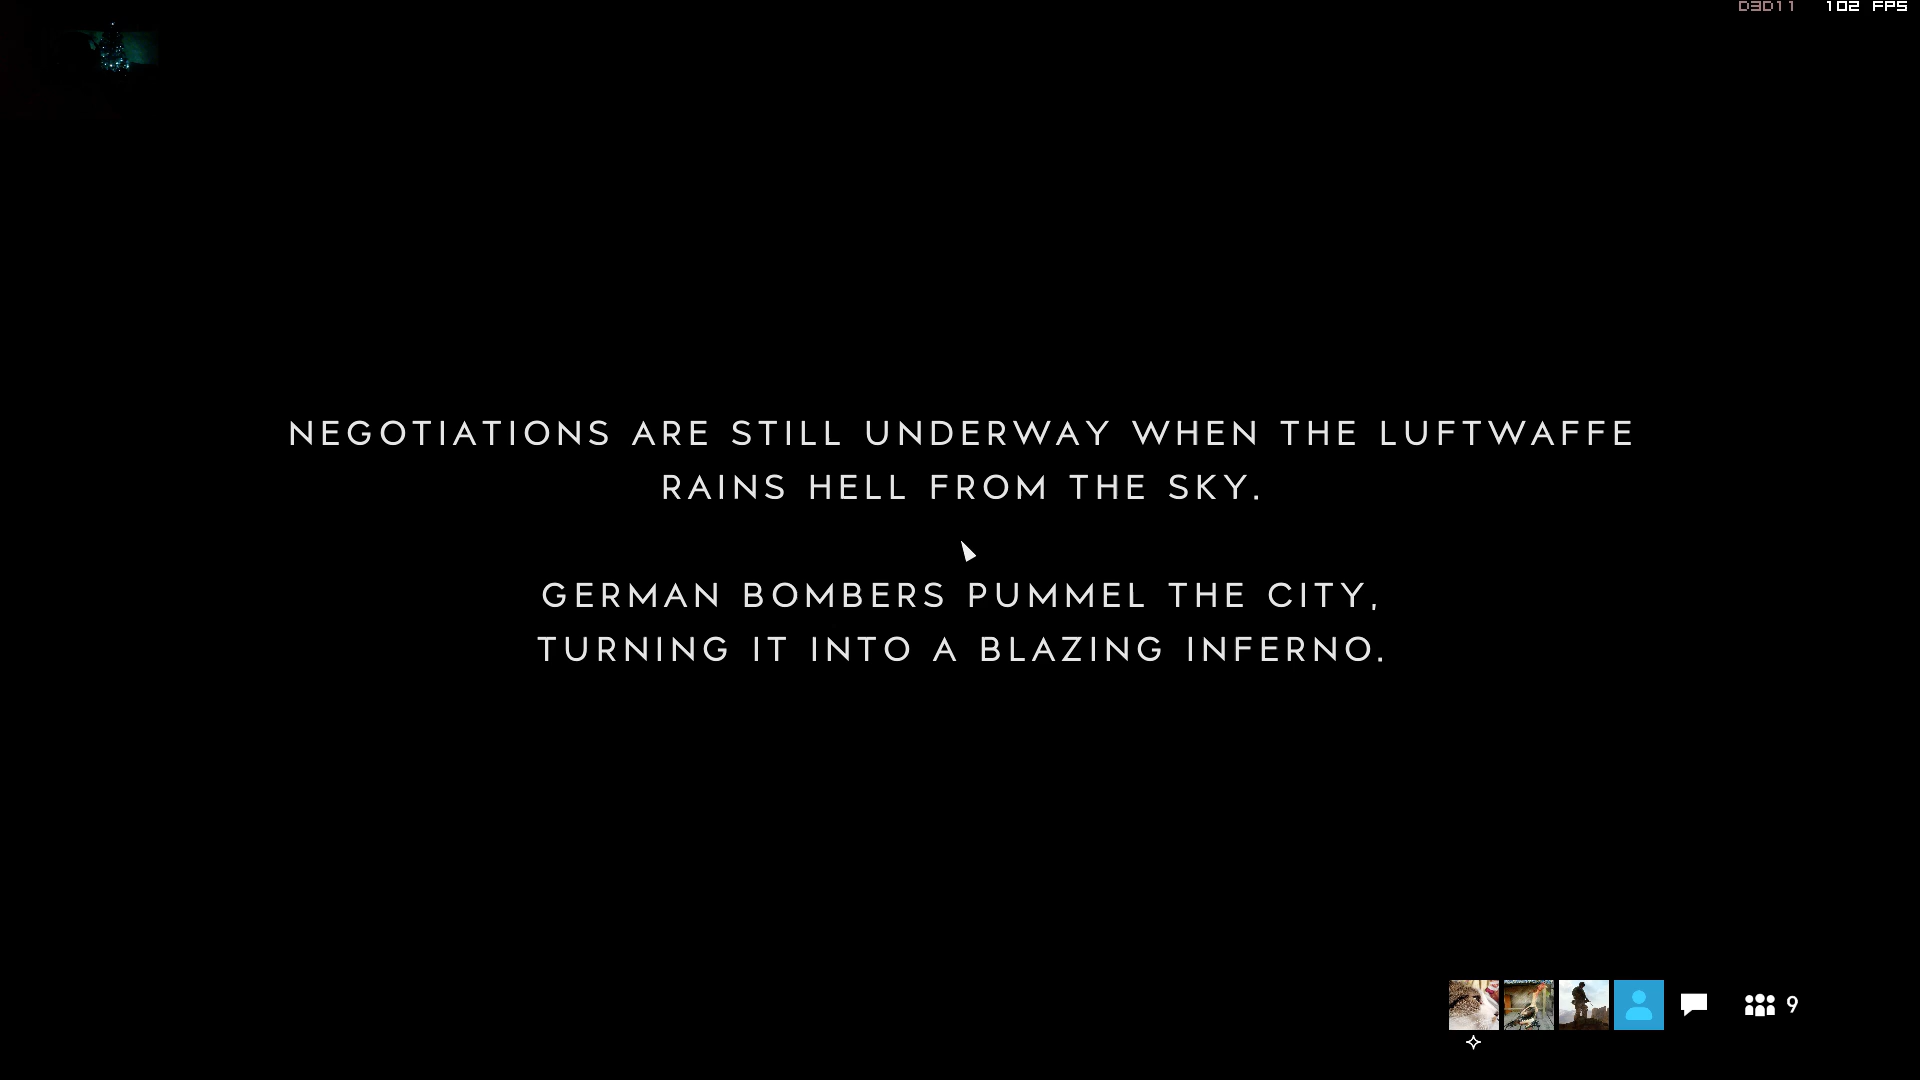 D3D11 102 FPS
NEGOTIATIONS ARE STILL UNDERWAY WHEN THE LUFTWAFFE
RAINS HELL FROM THE SKY.
GERMAN BOMBERS PUMMEL THE CITY,
TURNING IT INTO A BLAZING INFERNO.
9